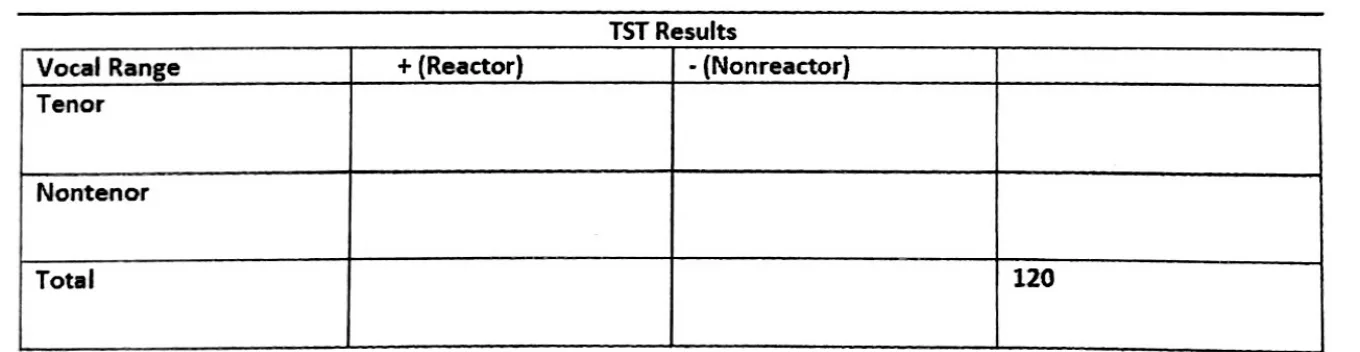 TST Results
Vocal Range + (Reactor) - (Nonreactor)
Tenor
Nontenor
Total 120